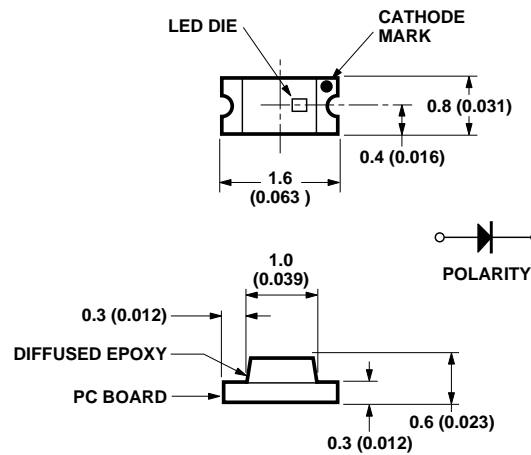 LED DIE
CATHODE
MARK
0.8 (0.031)
0.4 (0.016)
1.6
(0.063 )
POLARITY
1.0
(0.039)
0.3 (0.012)
DIFFUSED EPOXY
PC BOARD
0.6 (0.023)
0.3 (0.012)